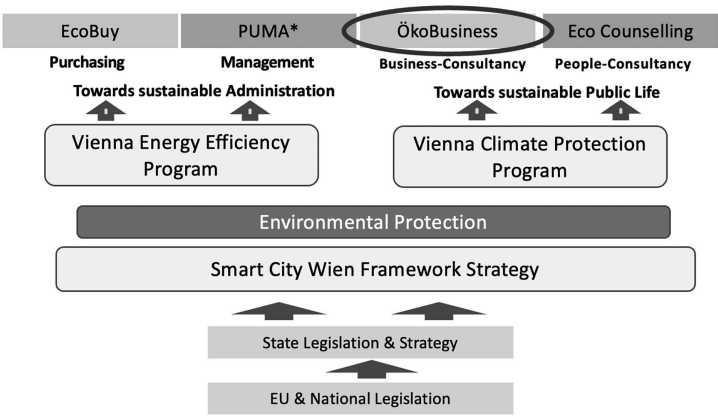 EcoBuy PUMA* ÖkoBusiness Eco Counselling
Purchasing Management Business-Consultancy People-Consultancy
Towards sustainable Administration Towards sustainable Public Life
Vienna Energy Efficiency Program
Vienna Climate Protection Program
Environmental Protection
Smart City Wien Framework Strategy
State Legislation & Strategy
EU & National Legislation